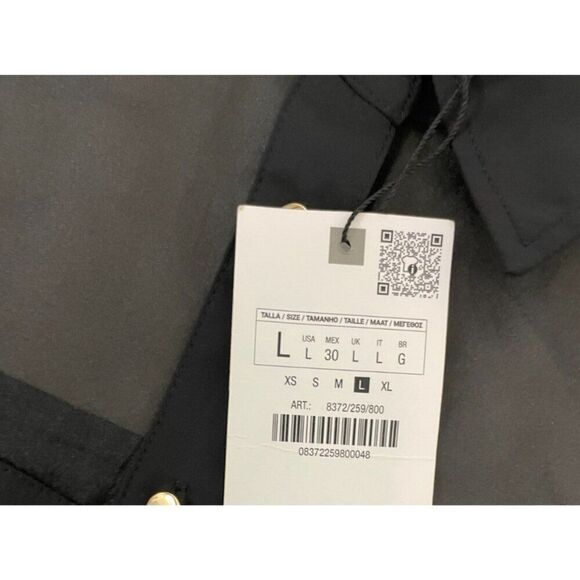 TALLA / SIZE / TAMANHO / TAILLE / MAAT / ΜΕΓΕΘΟΣ
L USA MEX UK IT BR
L 30 L L G
XS S M L XL
ART.: 8372/259/800
08372259800048